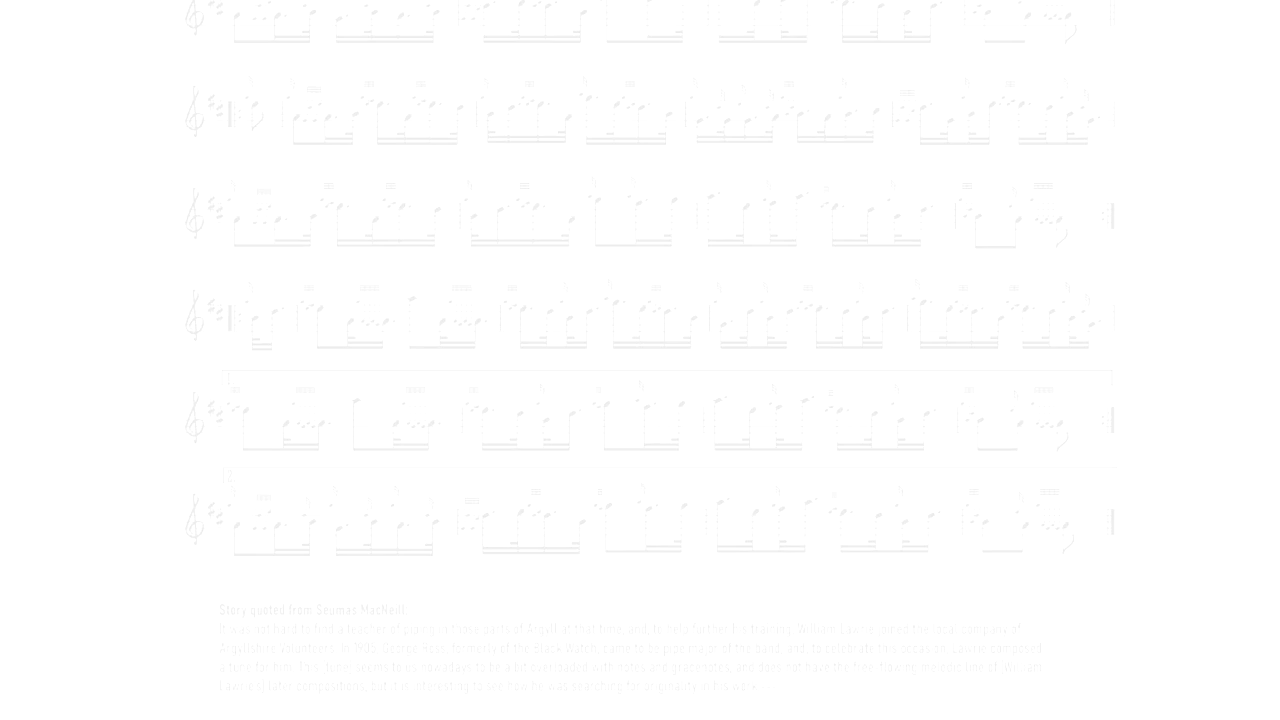 1.
2.
Story quoted from Seumas MacNeill.
It was not hard to find a teacher of piping in those parts of Argyll at that time, and, to help further his training, William Lawrie joined the local company of
Argyllshire Volunteers. In 1905, George Ross, formerly of the Black Watch, came to be pipe major of the band, and, to celebrate this occasion, Lawrie composed
a tune for him. This tune seems to us nowadays to be a bit overloaded with notes and gracenotes, and does not have the free flowing melodic line of William
Lawrie's later compositions, but it is interesting to see how he was searching for originality in his work.